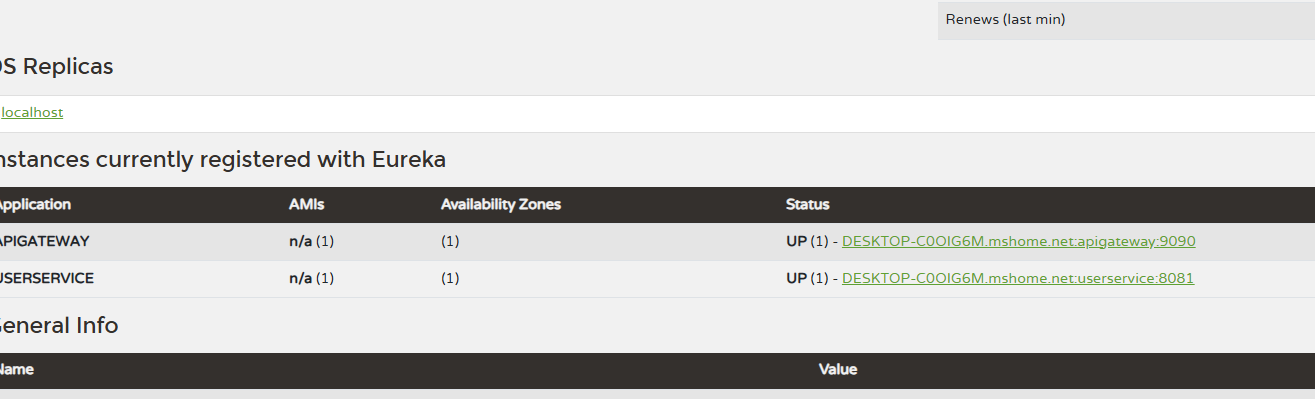 Renews (last min)
DS Replicas
localhost
nstances currently registered with Eureka
Application AMIs Availability Zones Status
APIGATEWAY n/a (1) (1) UP (1) - DESKTOP-C0OIG6M.mshome.net:apigateway:9090
USERSERVICE n/a (1) (1) UP (1) - DESKTOP-C0OIG6M.mshome.net:userservice:8081
General Info
Name Value